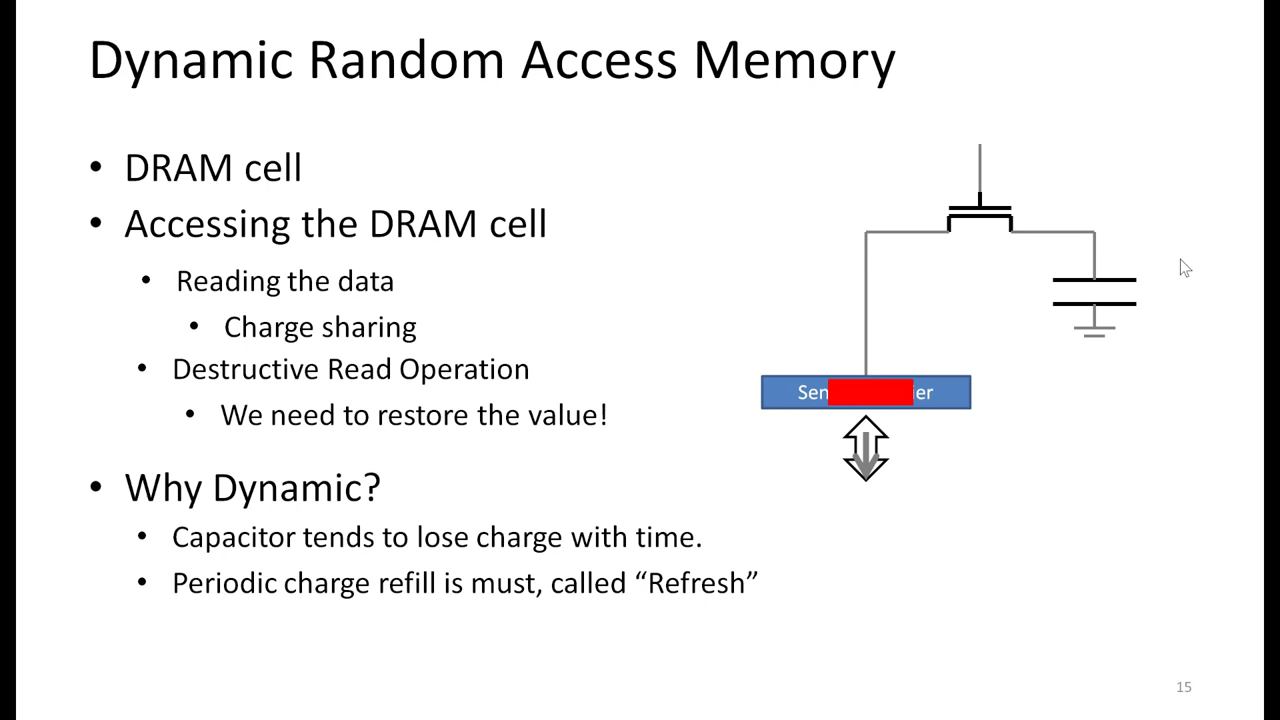 Dynamic Random Access Memory
• DRAM cell
• Accessing the DRAM cell
• Reading the data
• Charge sharing
• Destructive Read Operation
• We need to restore the value!
• Why Dynamic?
• Capacitor tends to lose charge with time.
• Periodic charge refill is must, called “Refresh”
15